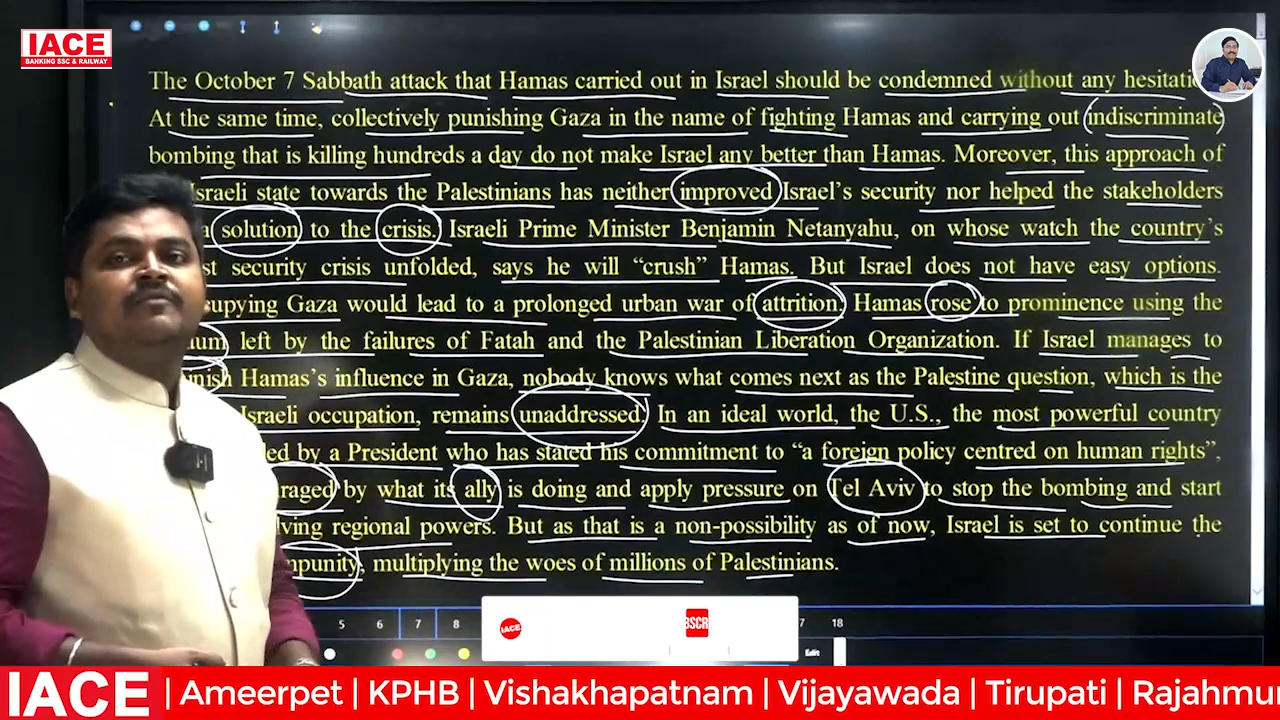 IACE
BANKING SSC & RAILWAY
The October 7 Sabbath attack that Hamas carried out in Israel should be condemned without any
At the same time, collectively punishing Gaza in the name of fighting Hamas and carrying out indiscriminate
bombing that is killing hundreds a day do not make Israel any better than Hamas. Moreover, this approach of
Israeli state towards the Palestinians has neither improved Israel's security nor helped the stakeholders
a solution to the crisis. Israeli Prime Minister Benjamin Netanyahu, on whose watch the country's
security crisis unfolded, says he will “crush” Hamas. But Israel does not have easy options.
Gaza would lead to a prolonged urban war of attrition. Hamas rose to prominence using the
left by the failures of Fatah and the Palestinian Liberation Organization. If Israel manages to
Hamas's influence in Gaza, nobody knows what comes next as the Palestine question, which is the
Israeli occupation, remains unaddressed. In an ideal world, the U.S., the most powerful country
by a President who has stated his commitment to “a foreign policy centred on human rights”,
by what its ally is doing and apply pressure on Tel Aviv to stop the bombing and start
regional powers. But as that is a non-possibility as of now, Israel is set to continue the
multiplying the woes of millions of Palestinians.
5 6 7 8 IACE BSCR 7 18
Edit
IACE | Ameerpet | KPHB | Vishakhapatnam | Vijayawada | Tirupati | Rajahmu